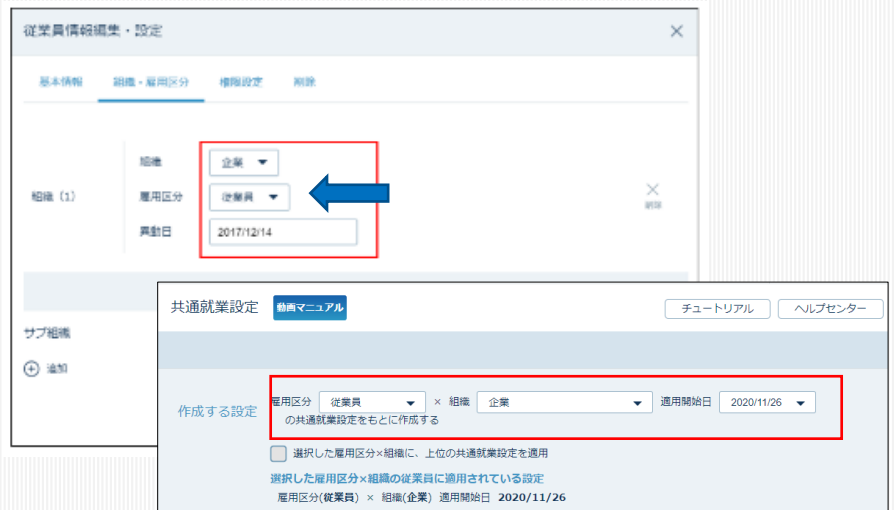 従業員情報編集・設定
基本情報 組織・雇用区分 権限設定 削除
組織 企業
組織（1） 雇用区分 従業員
削除
異動日 2017/12/14
サブ組織
追加
共通就業設定 動画マニュアル チュートリアル ヘルプセンター
作成する設定 雇用区分 従業員 × 組織 企業 適用開始日 2020/11/26
の共通就業設定をもとに作成する
選択した雇用区分×組織に、上位の共通就業設定を適用
選択した雇用区分×組織の従業員に適用されている設定
雇用区分(従業員) × 組織(企業) 適用開始日 2020/11/26